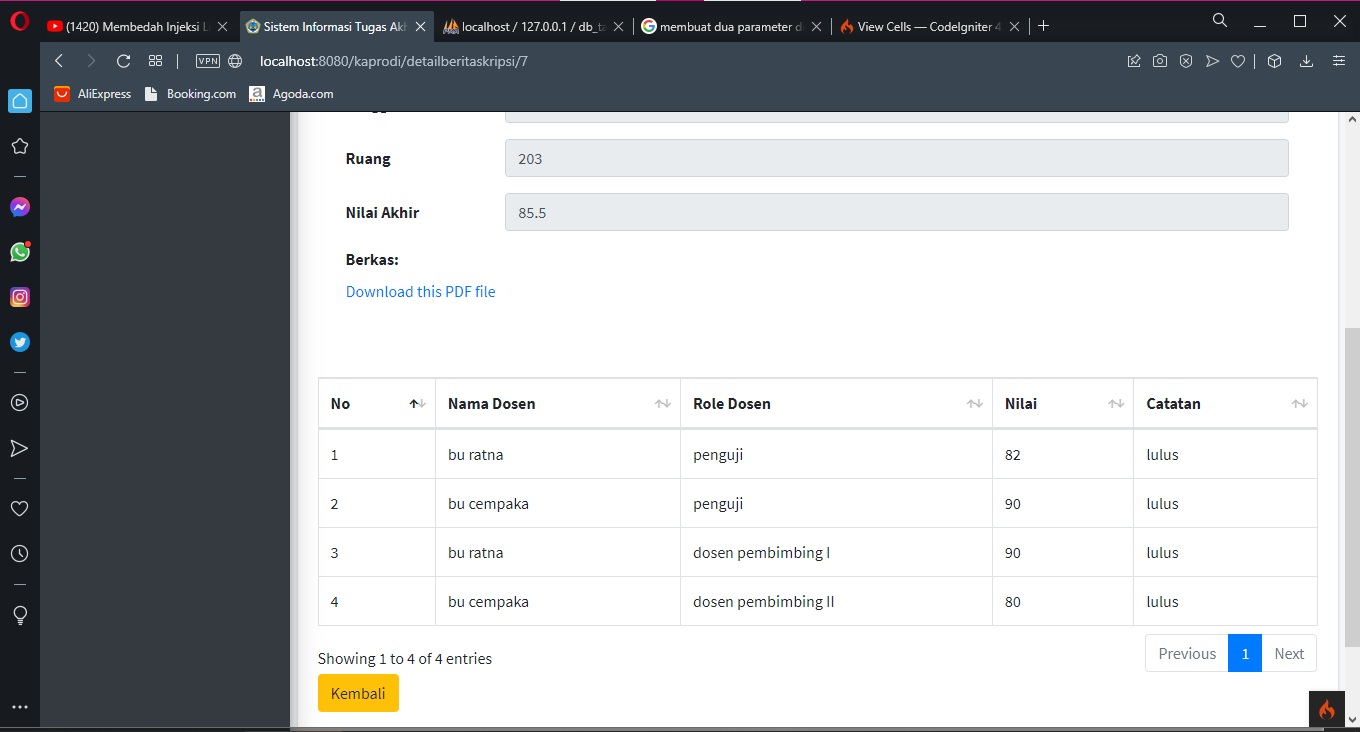 (1420) Membedah Injeksi L
Sistem Informasi Tugas Akh
localhost / 127.0.0.1 / db_ta
membuat dua parameter d
View Cells — CodeIgniter 4
VPN
localhost:8080/kaprodi/detailberitaskripsi/7
AliExpress
Booking.com
a Agoda.com
Ruang
203
Nilai Akhir
85.5
Berkas:
Download this PDF file
No Nama Dosen Role Dosen Nilai Catatan
1 bu ratna penguji 82 lulus
2 bu cempaka penguji 90 lulus
3 bu ratna dosen pembimbing I 90 lulus
4 bu cempaka dosen pembimbing II 80 lulus
Showing 1 to 4 of 4 entries
Previous 1 Next
Kembali